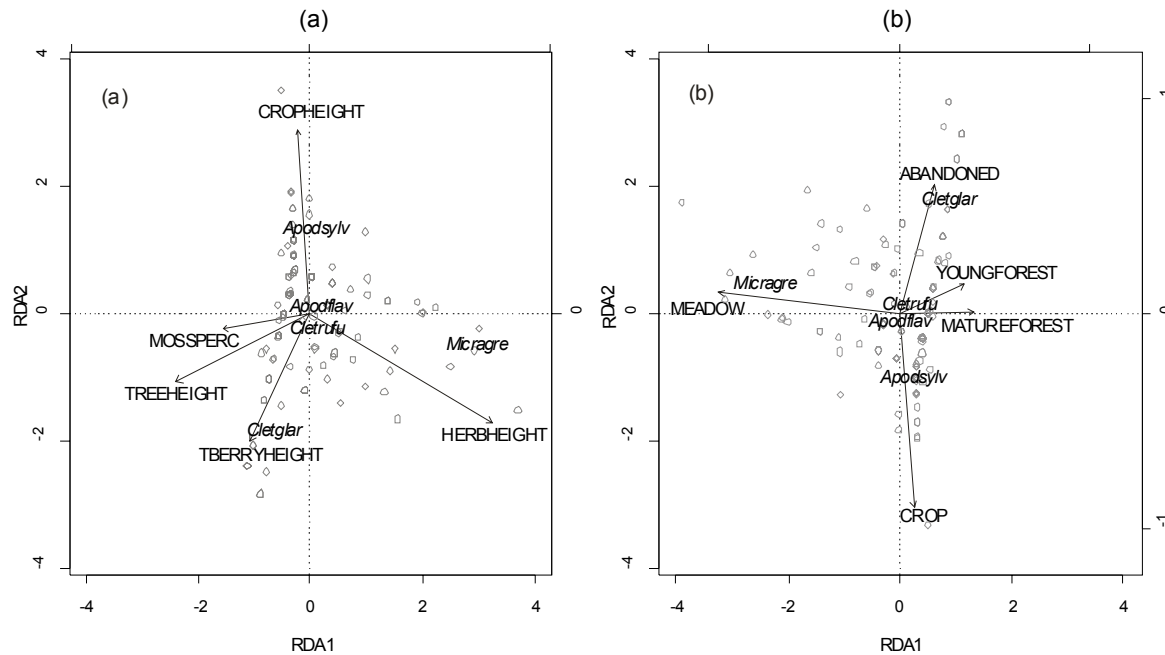 (a)
(b)
4
2
0
-2
-4
RDA2
(a)
CROPHEIGHT
Apodsylv
Apodflav
Cletrufu
MOSSPERC
Micragre
TREEHEIGHT
Cletglar
HERBHEIGHT
TBERRYHEIGHT
0
-4
-2
0
2
4
RDA1
4
2
0
-2
-4
RDA2
(b)
1
ABANDONED
Cletglar
YOUNGFOREST
Micragre
Cletrufu
MEADOW
Apodflav
MATUREFOREST
0
Apodsylv
CROP
-1
-4
-2
0
2
4
RDA1